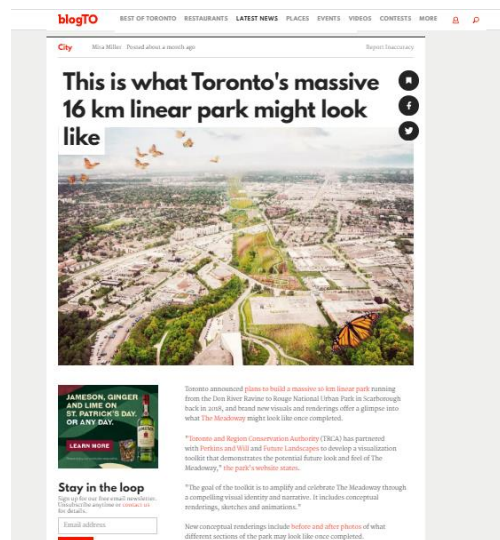 blogTO
BEST OF TORONTO RESTAURANTS LATEST NEWS PLACES EVENTS VIDEOS CONTESTS MORE
City Mira Miller Posted about a month ago Report Inaccuracy
This is what Toronto's massive
16 km linear park might look
like
JAMESON, GINGER
AND LIME ON
ST. PATRICK'S DAY.
OR ANY DAY.
LEARN MORE
Stay in the loop
Sign up for our free email newsletter.
Unsubscribe anytime or contact us
for details.
Email address
Toronto announced plans to build a massive 16 km linear park running
from the Don River Ravine to Rouge National Urban Park in Scarborough
back in 2018, and brand new visuals and renderings offer a glimpse into
what The Meadoway might look like once completed.
"Toronto and Region Conservation Authority (TRCA) has partnered
with Perkins and Will and Future Landscapes to develop a visualization
toolkit that demonstrates the potential future look and feel of The
Meadoway," the park's website states.
"The goal of the toolkit is to amplify and celebrate The Meadoway through
a compelling visual identity and narrative. It includes conceptual
renderings, sketches and animations."
New conceptual renderings include before and after photos of what
different sections of the park may look like once completed.